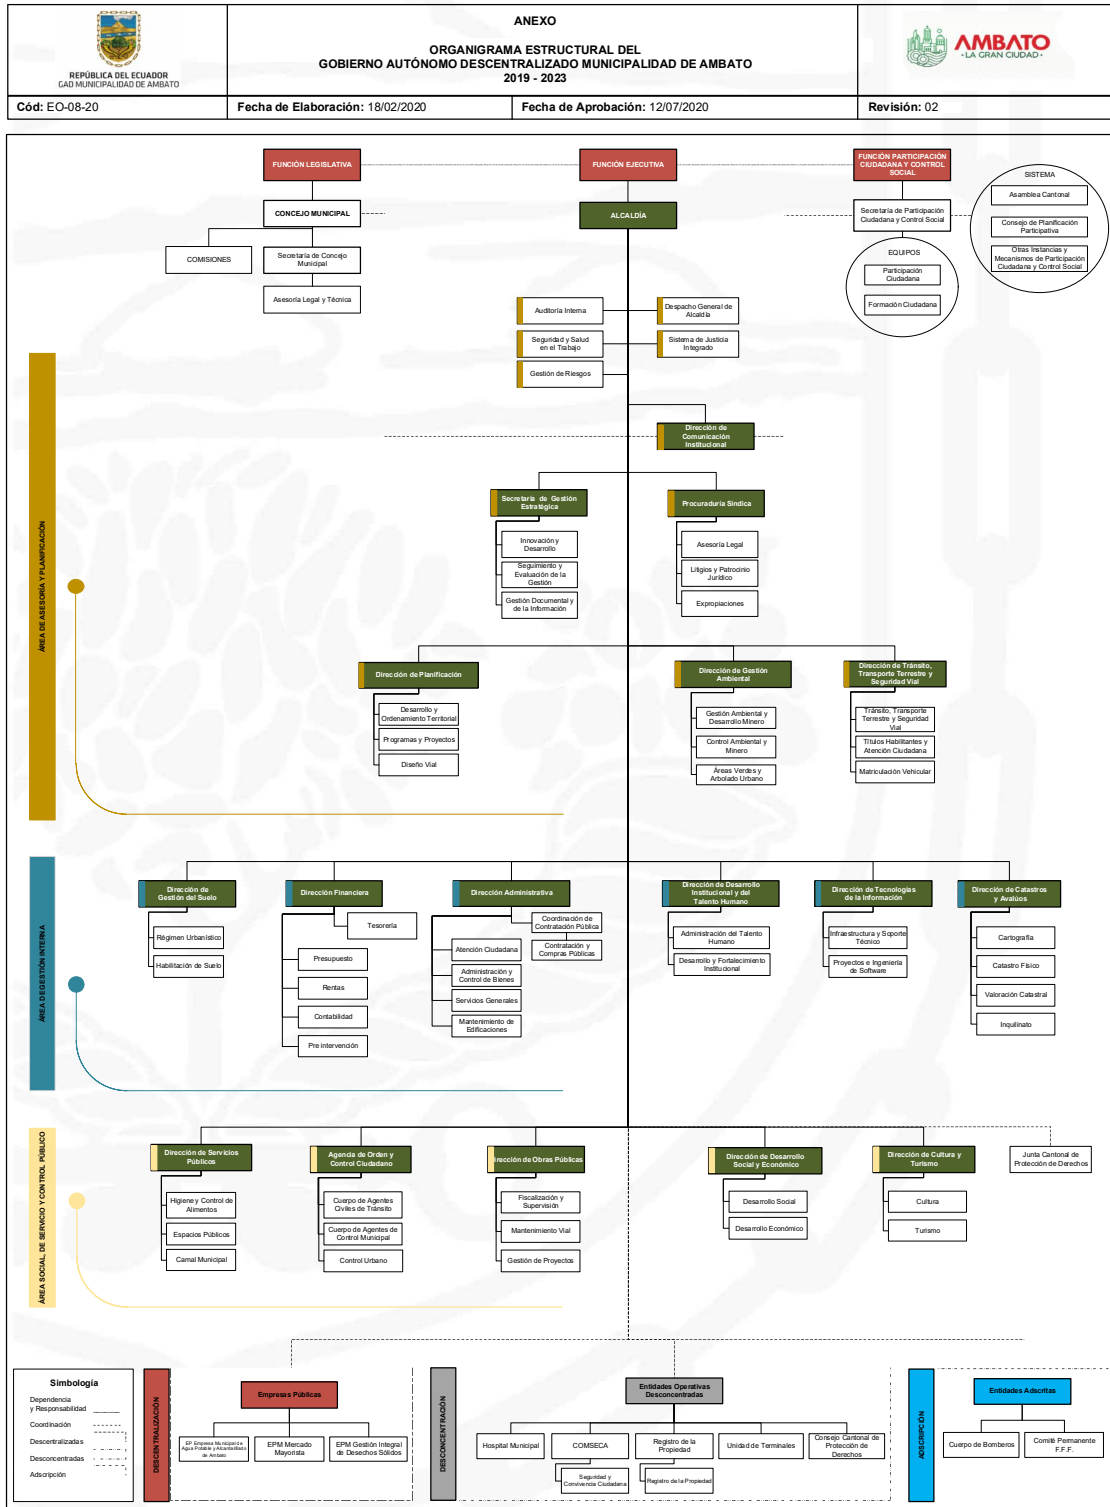 REPÚBLICA DEL ECUADOR
GAD MUNICIPALIDAD DE AMBATO
ANEXO
ORGANIGRAMA ESTRUCTURAL DEL
GOBIERNO AUTÓNOMO DESCENTRALIZADO MUNICIPALIDAD DE AMBATO
2019 - 2023
AMBATO
• LA GRAN CIUDAD •
Cód: EO-08-20
Fecha de Elaboración: 18/02/2020
Fecha de Aprobación: 12/07/2020
Revisión: 02
FUNCIÓN LEGISLATIVA
FUNCIÓN EJECUTIVA
FUNCIÓN PARTICIPACIÓN
CIUDADANA Y CONTROL
SOCIAL
CONCEJO MUNICIPAL
ALCALDÍA
Secretaría de Participación
Ciudadana y Control Social
SISTEMA
Asamblea Cantonal
Consejo de Planificación
Participativa
Otras Instancias y
Mecanismos de Participación
Ciudadana y Control Social
COMISIONES
Secretaría de Concejo
Municipal
Asesoría Legal y Técnica
EQUIPOS
Participación
Ciudadana
Formación Ciudadana
Auditoría Interna
Despacho General de
Alcaldía
Seguridad y Salud
en el Trabajo
Sistema de Justicia
Integrado
Gestión de Riesgos
Dirección de
Comunicación
Institucional
ÁREA DE ASESORÍA Y PLANIFICACIÓN
Secretaría de Gestión
Estratégica
Innovación y
Desarrollo
Seguimiento y
Evaluación de la
Gestión
Gestión Documental y
de la Información
Procuraduría Síndica
Asesoría Legal
Litigios y Patrocinio
Jurídico
Expropiaciones
Dirección de Planificación
Desarrollo y
Ordenamiento Territorial
Programas y Proyectos
Diseño Vial
Dirección de Gestión
Ambiental
Gestión Ambiental y
Desarrollo Minero
Control Ambiental y
Minero
Áreas Verdes y
Arbolado Urbano
Dirección de Tránsito,
Transporte Terrestre y
Seguridad Vial
Tránsito, Transporte
Terrestre y Seguridad
Vial
Títulos Habilitantes y
Atención Ciudadana
Matriculación Vehicular
ÁREA DE GESTIÓN INTERNA
Dirección de
Gestión del Suelo
Régimen Urbanístico
Habilitación de Suelo
Dirección Financiera
Tesorería
Presupuesto
Rentas
Contabilidad
Pre intervención
Dirección Administrativa
Coordinación de
Contratación Pública
Contratación y
Compras Públicas
Atención Ciudadana
Administración y
Control de Bienes
Servicios Generales
Mantenimiento de
Edificaciones
Dirección de Desarrollo
Institucional y del
Talento Humano
Administración del Talento
Humano
Desarrollo y Fortalecimiento
Institucional
Dirección de Tecnologías
de la Información
Infraestructura y Soporte
Técnico
Proyectos e Ingeniería
de Software
Dirección de Catastros
y Avalúos
Cartografía
Catastro Físico
Valoración Catastral
Inquilinato
ÁREA SOCIAL, DE SERVICIO Y CONTROL PÚBLICO
Dirección de Servicios
Públicos
Higiene y Control de
Alimentos
Espacios Públicos
Camal Municipal
Agencia de Orden y
Control Ciudadano
Cuerpo de Agentes
Civiles de Tránsito
Cuerpo de Agentes de
Control Municipal
Control Urbano
Dirección de Obras Públicas
Fiscalización y
Supervisión
Mantenimiento Vial
Gestión de Proyectos
Dirección de Desarrollo
Social y Económico
Desarrollo Social
Desarrollo Económico
Dirección de Cultura y
Turismo
Cultura
Turismo
Junta Cantonal de
Protección de Derechos
Simbología
Dependencia
y Responsabilidad
Coordinación
Descentralizadas
Desconcentradas
Adscripción
DESCENTRALIZACIÓN
Empresas Públicas
EP Empresa Municipal de
Agua Potable y Alcantarillado
de Ambato
EPM Mercado
Mayorista
EPM Gestión Integral
de Desechos Sólidos
DESCONCENTRACIÓN
Entidades Operativas
Desconcentradas
Hospital Municipal
COMSECA
Seguridad y
Convivencia Ciudadana
Registro de la
Propiedad
Registro de la Propiedad
Unidad de Terminales
Consejo Cantonal de
Protección de
Derechos
ADSCRIPCIÓN
Entidades Adscritas
Cuerpo de Bomberos
Comité Permanente
F.F.F.